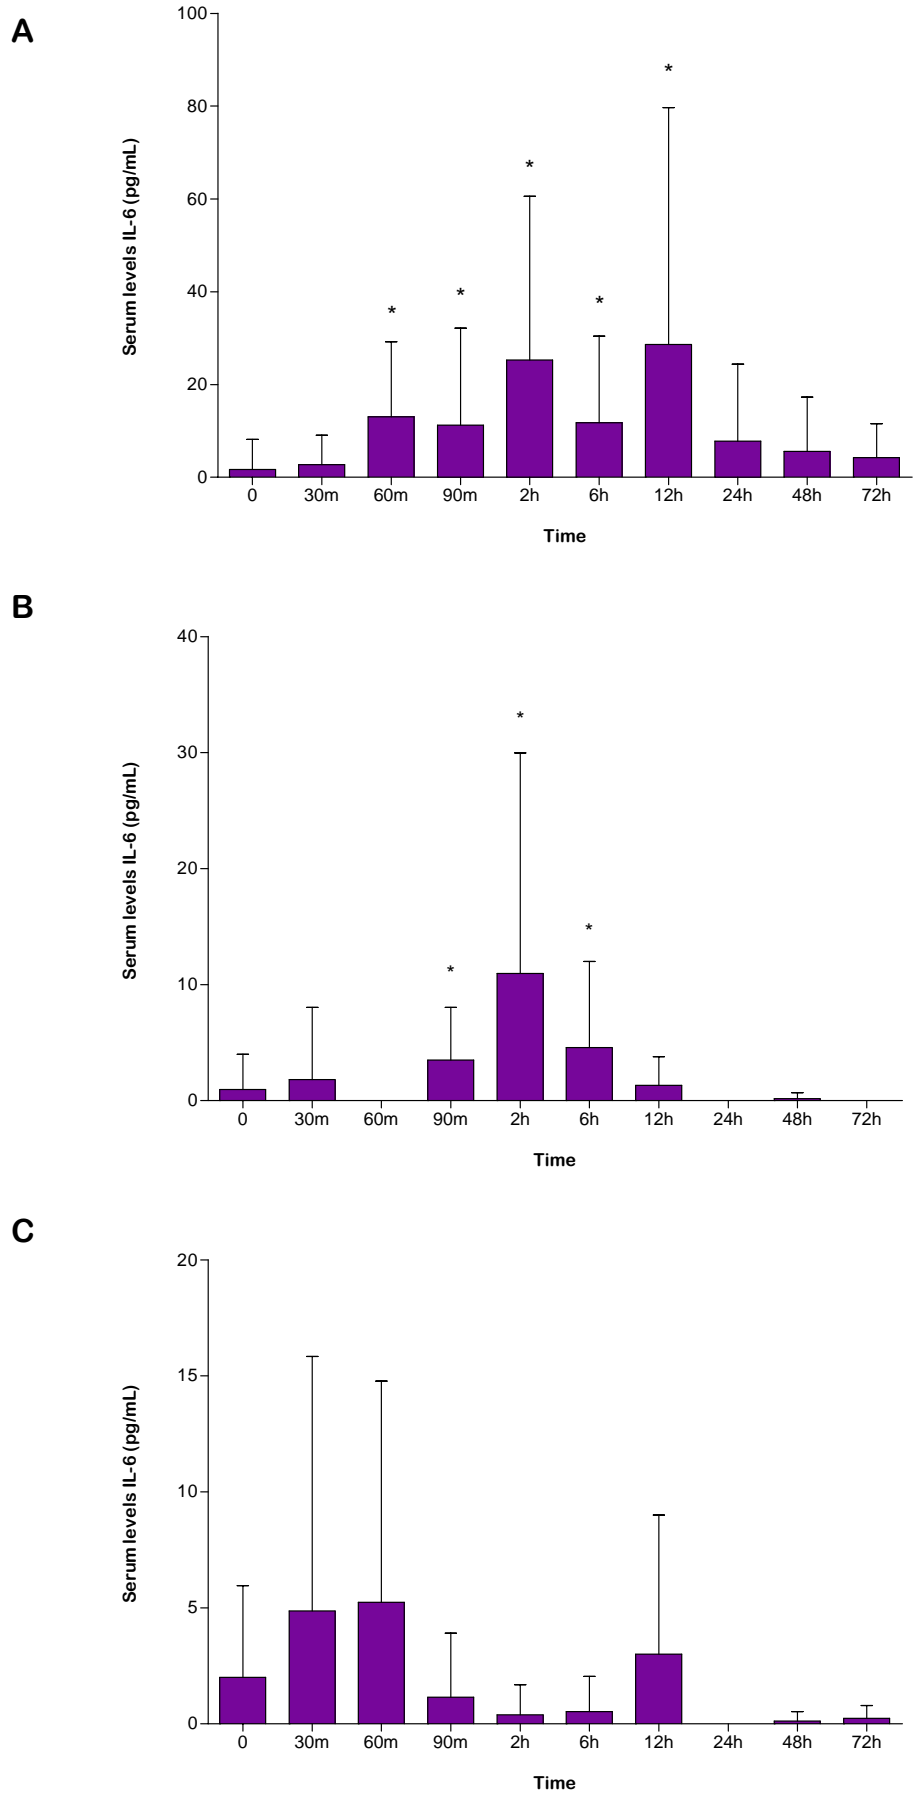 A
Serum levels IL-6 (pg/mL)
100
80
60
40
20
0
* * * * *
0 30m 60m 90m 2h 6h 12h 24h 48h 72h
Time
B
Serum levels IL-6 (pg/mL)
40
30
20
10
0
* * *
0 30m 60m 90m 2h 6h 12h 24h 48h 72h
Time
C
Serum levels IL-6 (pg/mL)
20
15
10
5
0
0 30m 60m 90m 2h 6h 12h 24h 48h 72h
Time